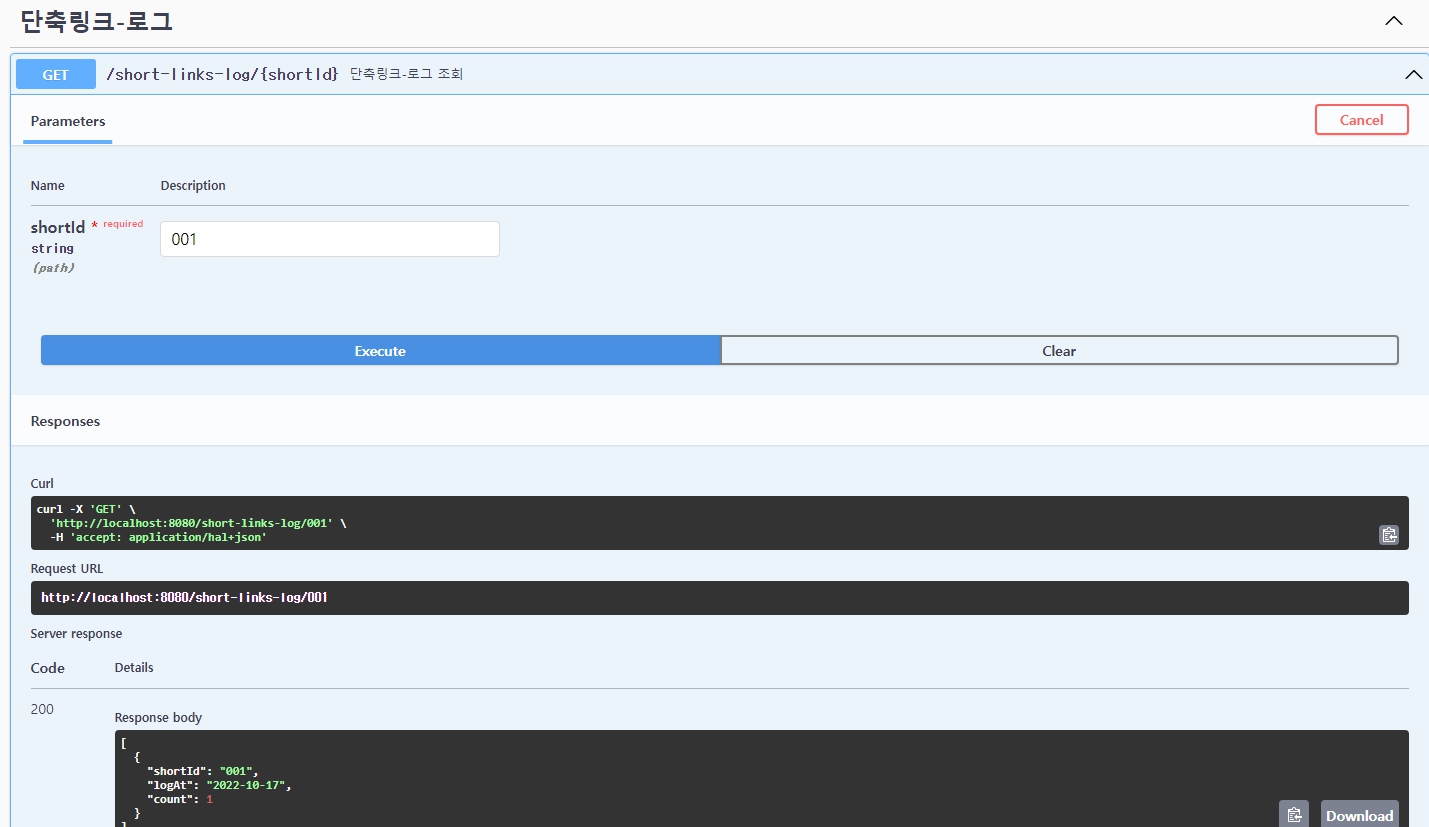 단축링크-로그
GET /short-links-log/{shortId} 단축링크-로그 조회
Parameters
Cancel
Name Description
shortId * required
string
(path)
001
Execute Clear
Responses
Curl
curl -X 'GET' \
'http://localhost:8080/short-links-log/001' \
-H 'accept: application/hal+json'
Request URL
http://localhost:8080/short-links-log/001
Server response
Code Details
200
Response body
[
{
"shortId": "001",
"logAt": "2022-10-17",
"count": 1
}
]
Download